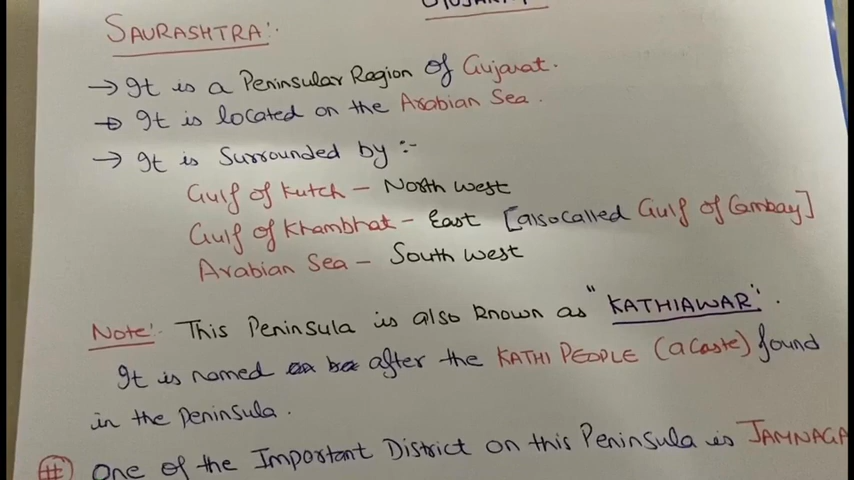 SAURASHTRA:-
→ It is a Peninsular Region of Gujarat.
→ It is located on the Arabian Sea.
→ It is Surrounded by :-
Gulf of Kutch - North West
Gulf of Khambhat - East [also called Gulf of Cambay]
Arabian Sea - South West
Note:- This Peninsula is also known as "KATHIAWAR".
It is named after the KATHI PEOPLE (a Caste) found
in the Peninsula.
# One of the Important District on this Peninsula is JAMNAGA